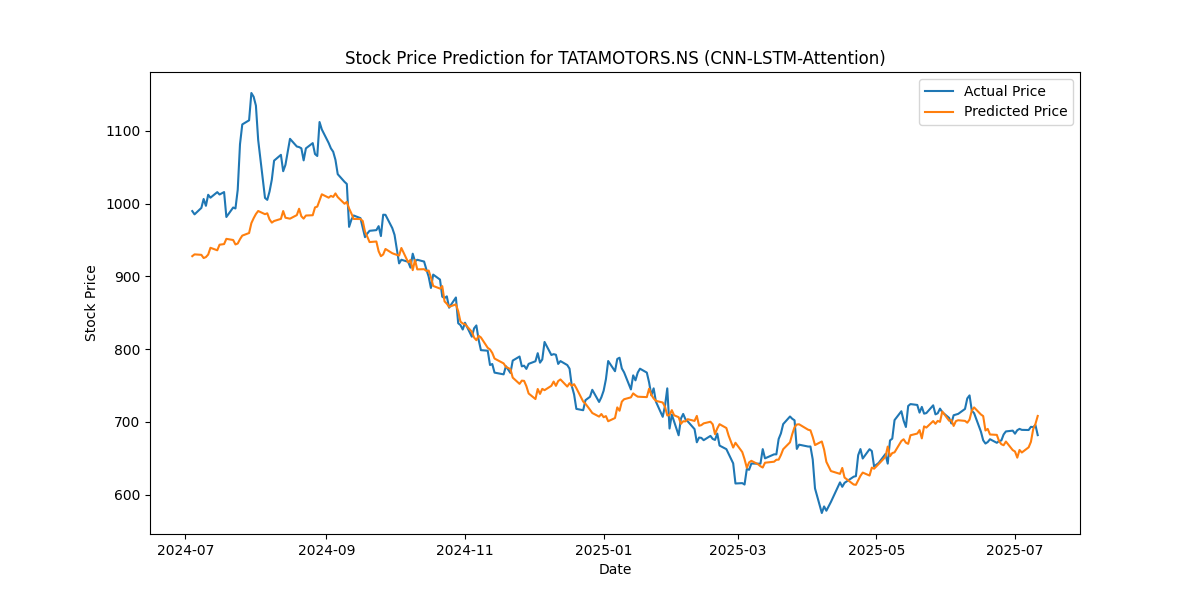 Stock Price Prediction for TATAMOTORS.NS (CNN-LSTM-Attention)
Actual Price
Predicted Price
Stock Price
1100
1000
900
800
700
600
2024-07 2024-09 2024-11 2025-01 2025-03 2025-05 2025-07
Date